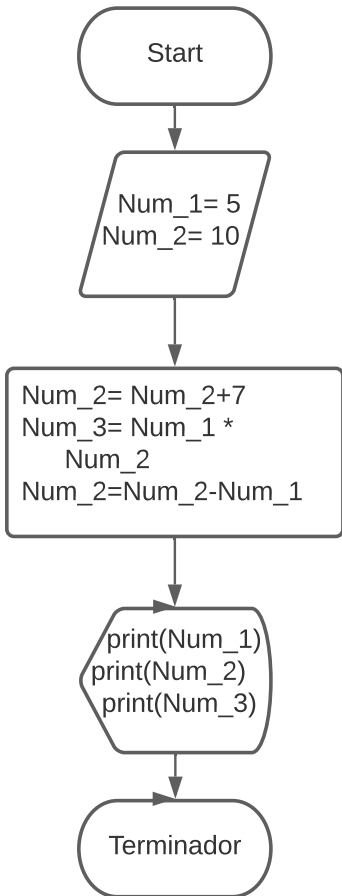 Start
Num_1= 5
Num_2= 10
Num_2= Num_2+7
Num_3= Num_1 *
Num_2
Num_2=Num_2-Num_1
print(Num_1)
print(Num_2)
print(Num_3)
Terminador